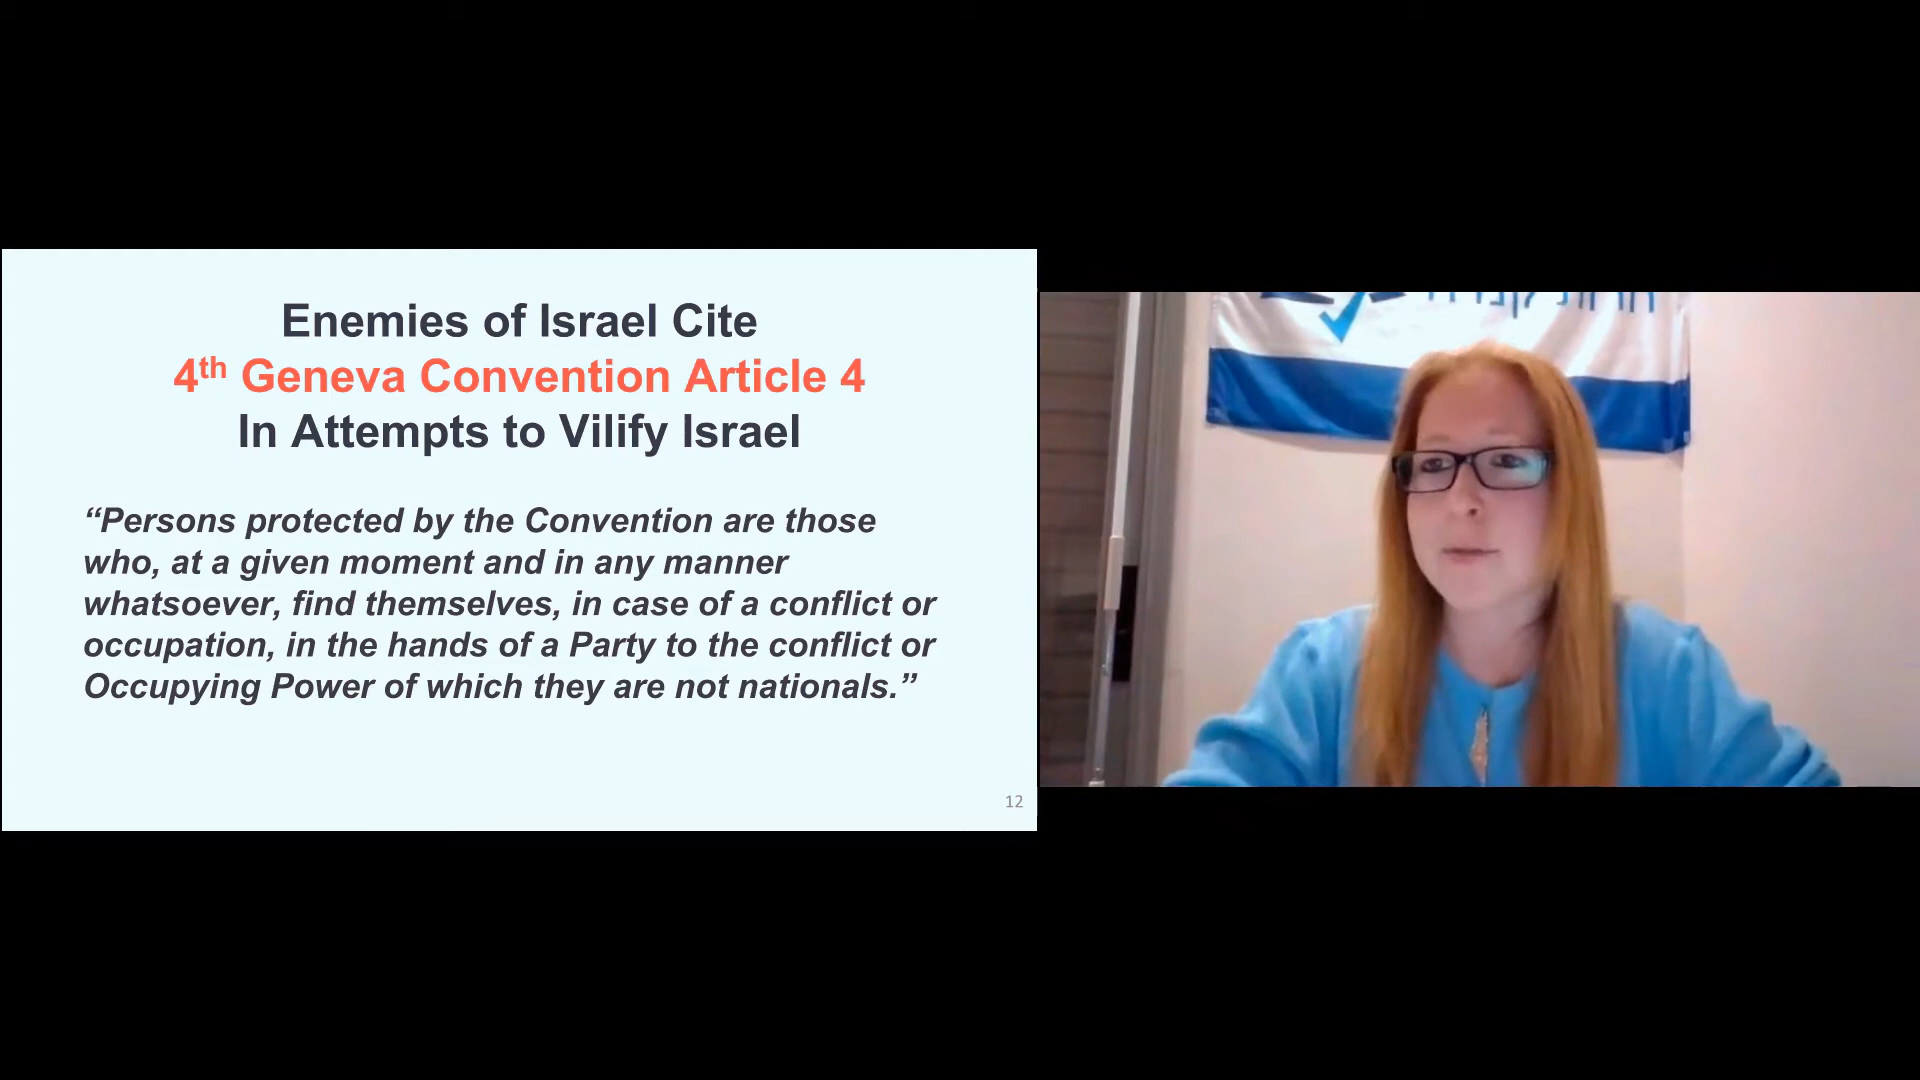 Enemies of Israel Cite
4th Geneva Convention Article 4
In Attempts to Vilify Israel
“Persons protected by the Convention are those
who, at a given moment and in any manner
whatsoever, find themselves, in case of a conflict or
occupation, in the hands of a Party to the conflict or
Occupying Power of which they are not nationals.”
12